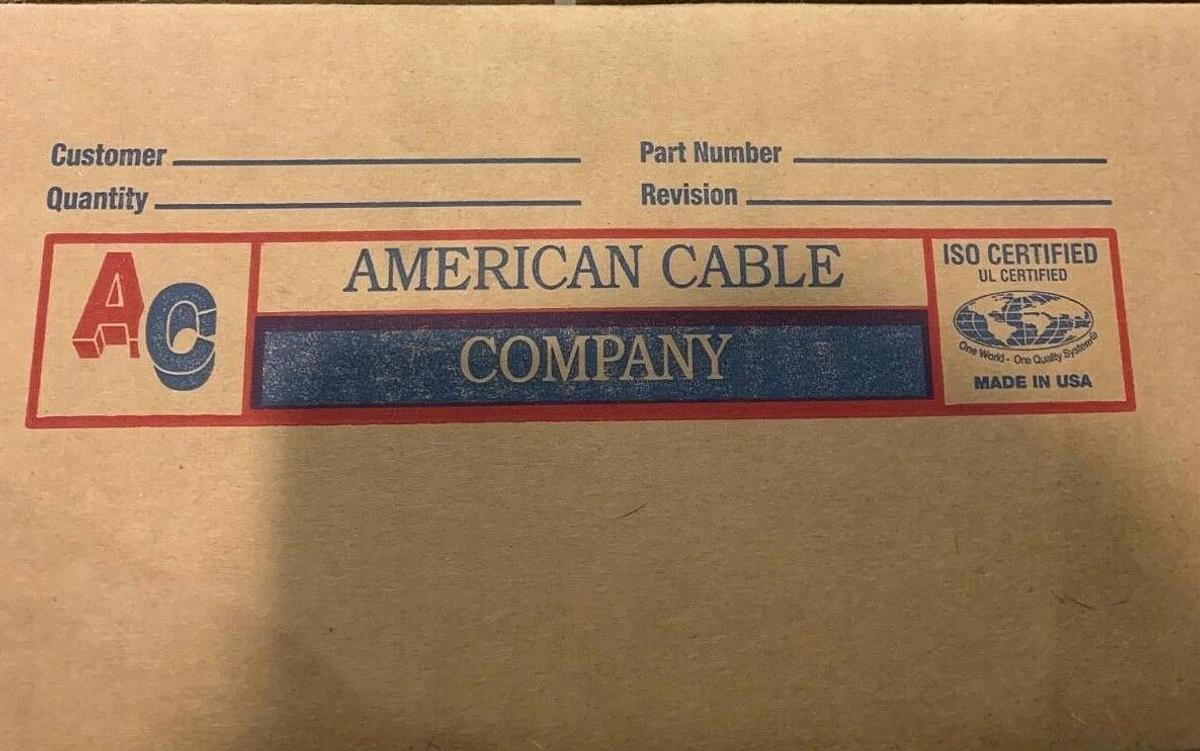 Customer
Part Number
Quantity
Revision
AC
AMERICAN CABLE
COMPANY
ISO CERTIFIED
UL CERTIFIED
One World - One Quality System®
MADE IN USA